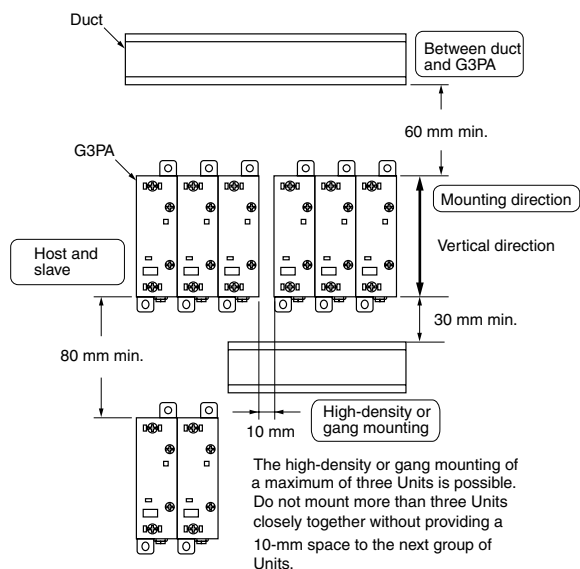 Duct
Between duct
and G3PA
60 mm min.
G3PA
Mounting direction
Host and
slave
Vertical direction
30 mm min.
80 mm min.
10 mm
High-density or
gang mounting
The high-density or gang mounting of
a maximum of three Units is possible.
Do not mount more than three Units
closely together without providing a
10-mm space to the next group of
Units.